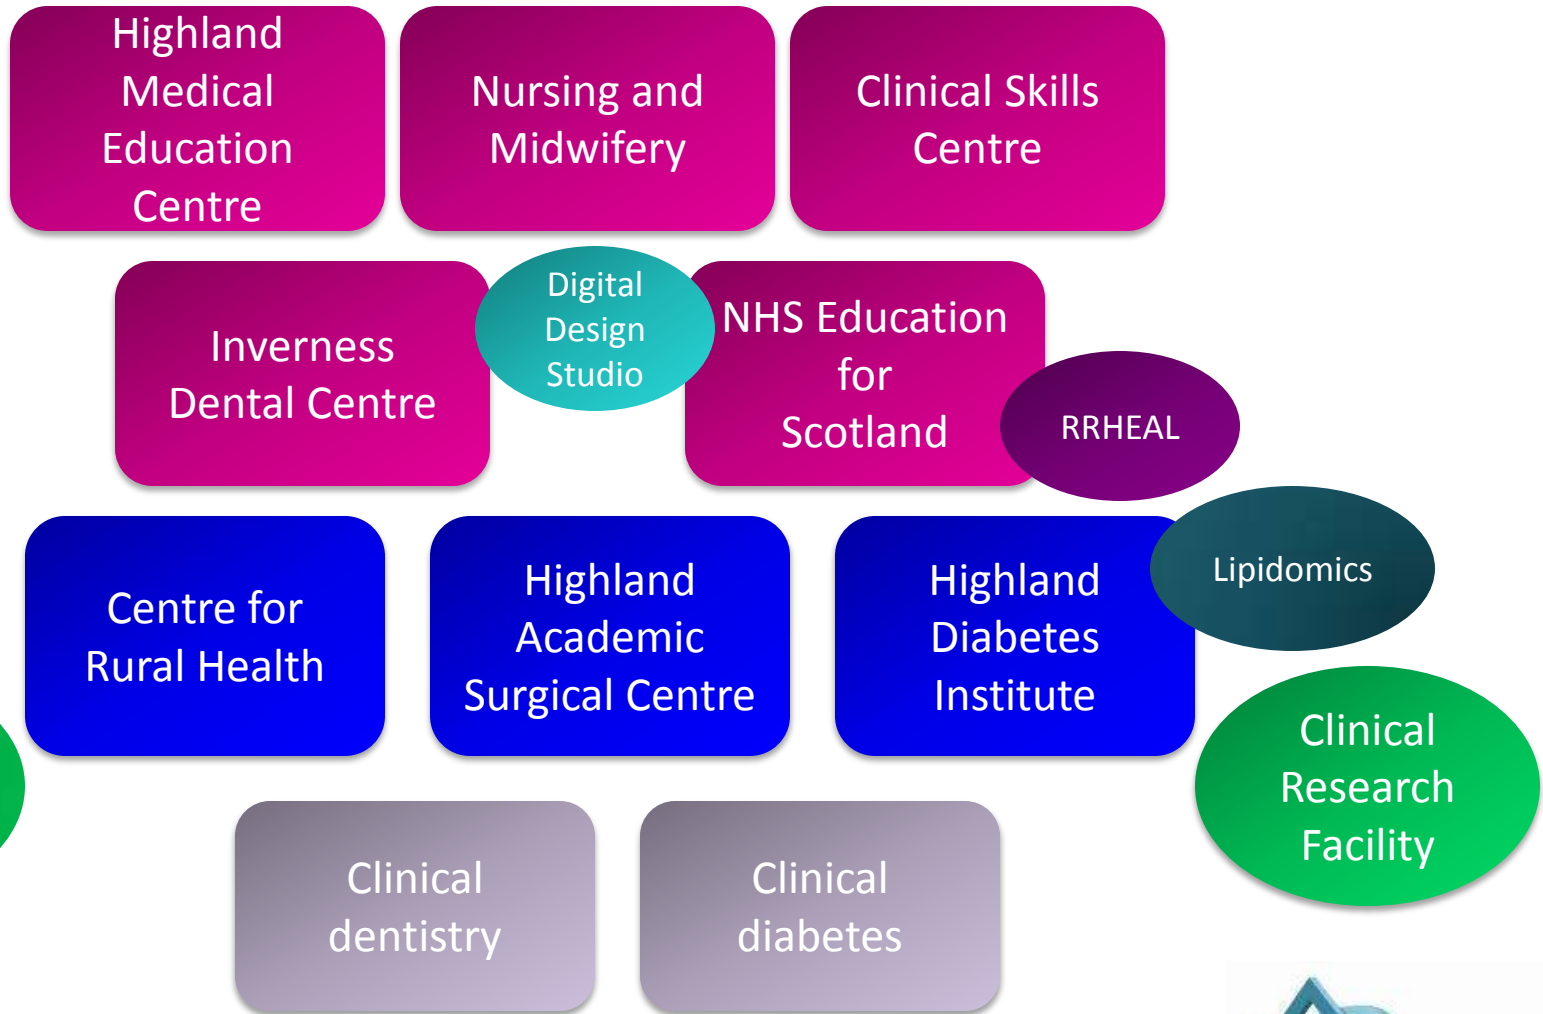 Highland
Medical
Education
Centre
Nursing and
Midwifery
Clinical Skills
Centre
Inverness
Dental Centre
Digital
Design
Studio
NHS Education
for
Scotland
RRHEAL
Centre for
Rural Health
Highland
Academic
Surgical Centre
Highland
Diabetes
Institute
Lipidomics
Clinical
Research
Facility
Clinical
dentistry
Clinical
diabetes